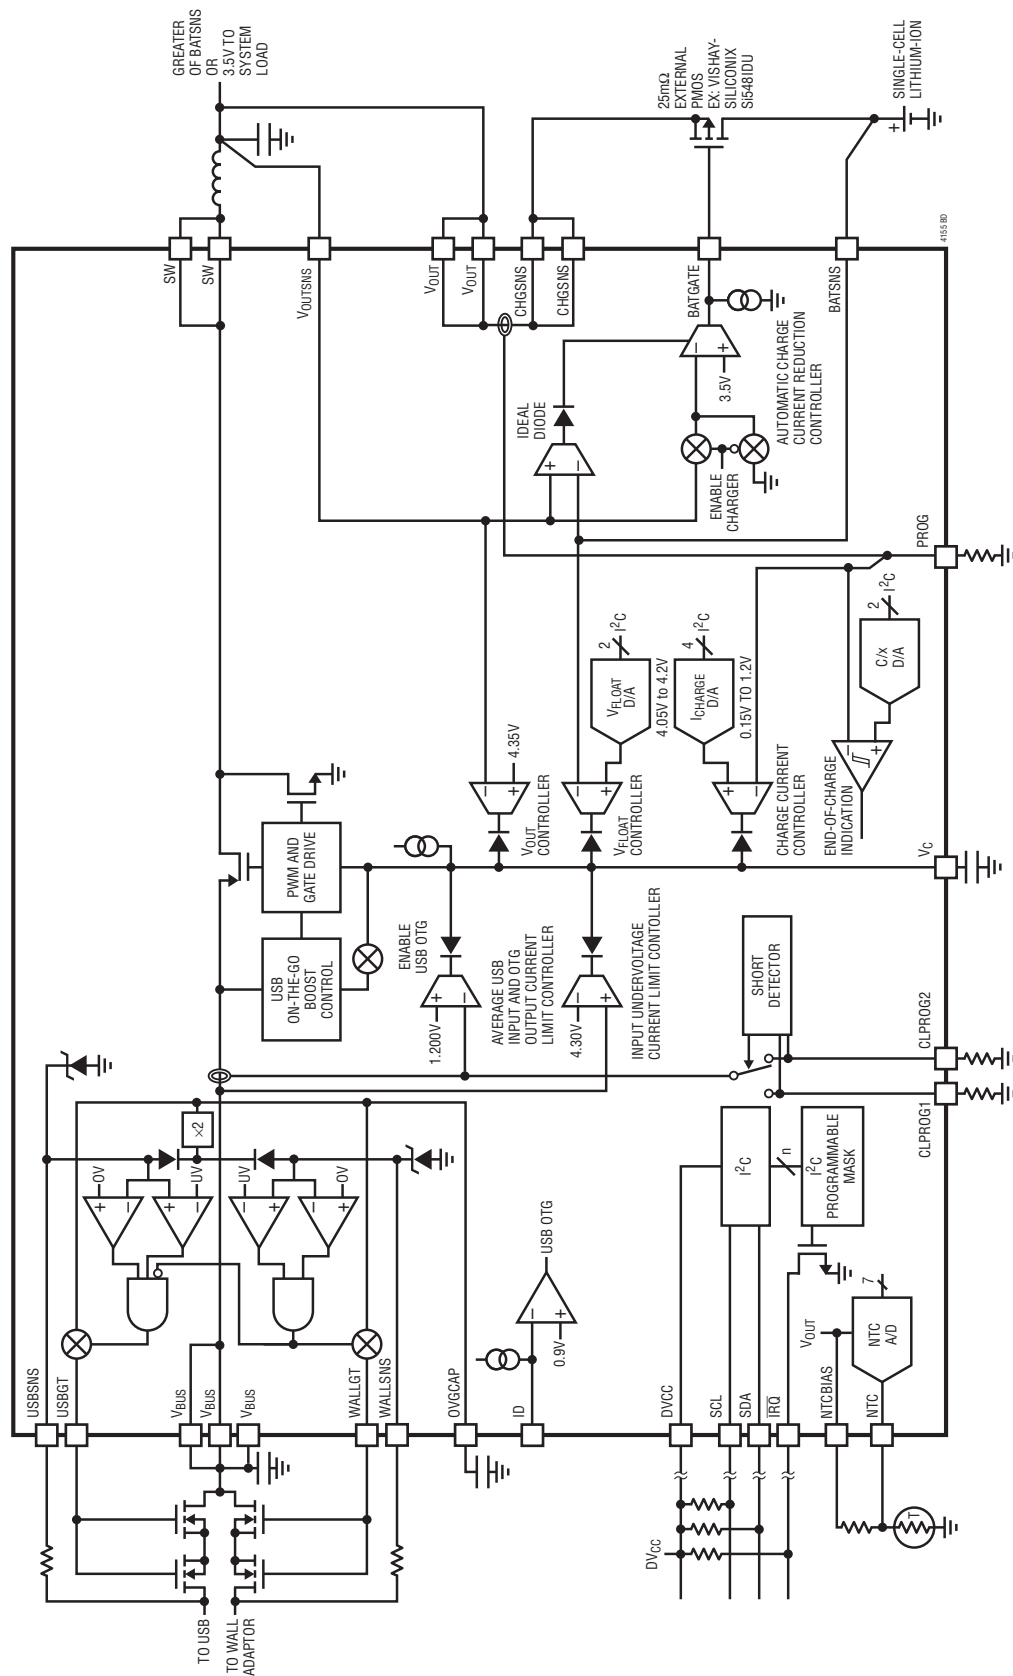 TO USB
TO WALL
ADAPTOR
USBSNS
USBGT
VBUS
VBUS
VBUS
WALLGT
WALLSNS
OVGCAP
ID
DVCC
SCL
SDA
IRQ
NTCBIAS
NTC
DVCC
T
OV
UV
UV
OV
×2
+
–
+
–
+
–
+
–
–
+
0.9V
USB OTG
I2C
n
I2C
PROGRAMMABLE
MASK
VOUT
NTC
A/D
7
CLPROG1
CLPROG2
SHORT
DETECTOR
USB
ON-THE-GO
BOOST
CONTROL
PWM AND
GATE DRIVE
ENABLE
USB OTG
1.200V
+
–
AVERAGE USB
INPUT AND OTG
OUTPUT CURRENT
LIMIT CONTROLLER
4.30V
–
+
INPUT UNDERVOLTAGE
CURRENT LIMIT CONTOLLER
VC
–
+
4.35V
VOUT
CONTROLLER
–
+
VFLOAT
CONTROLLER
VFLOAT
D/A
2
I2C
4.05V to 4.2V
ICHARGE
D/A
4
I2C
0.15V TO 1.2V
+
–
CHARGE CURRENT
CONTROLLER
–
+
END-OF-CHARGE
INDICATION
C/x
D/A
2
I2C
PROG
IDEAL
DIODE
+
–
ENABLE
CHARGER
–
+
3.5V
AUTOMATIC CHARGE
CURRENT REDUCTION
CONTROLLER
SW
SW
VOUTSNS
VOUT
VOUT
CHGSNS
CHGSNS
BATGATE
BATSNS
GREATER
OF BATSNS
OR
3.5V TO
SYSTEM
LOAD
25mΩ
EXTERNAL
PMOS
EX: VISHAY-
SILICONIX
Si5481DU
+
SINGLE-CELL
LITHIUM-ION
4155 BD